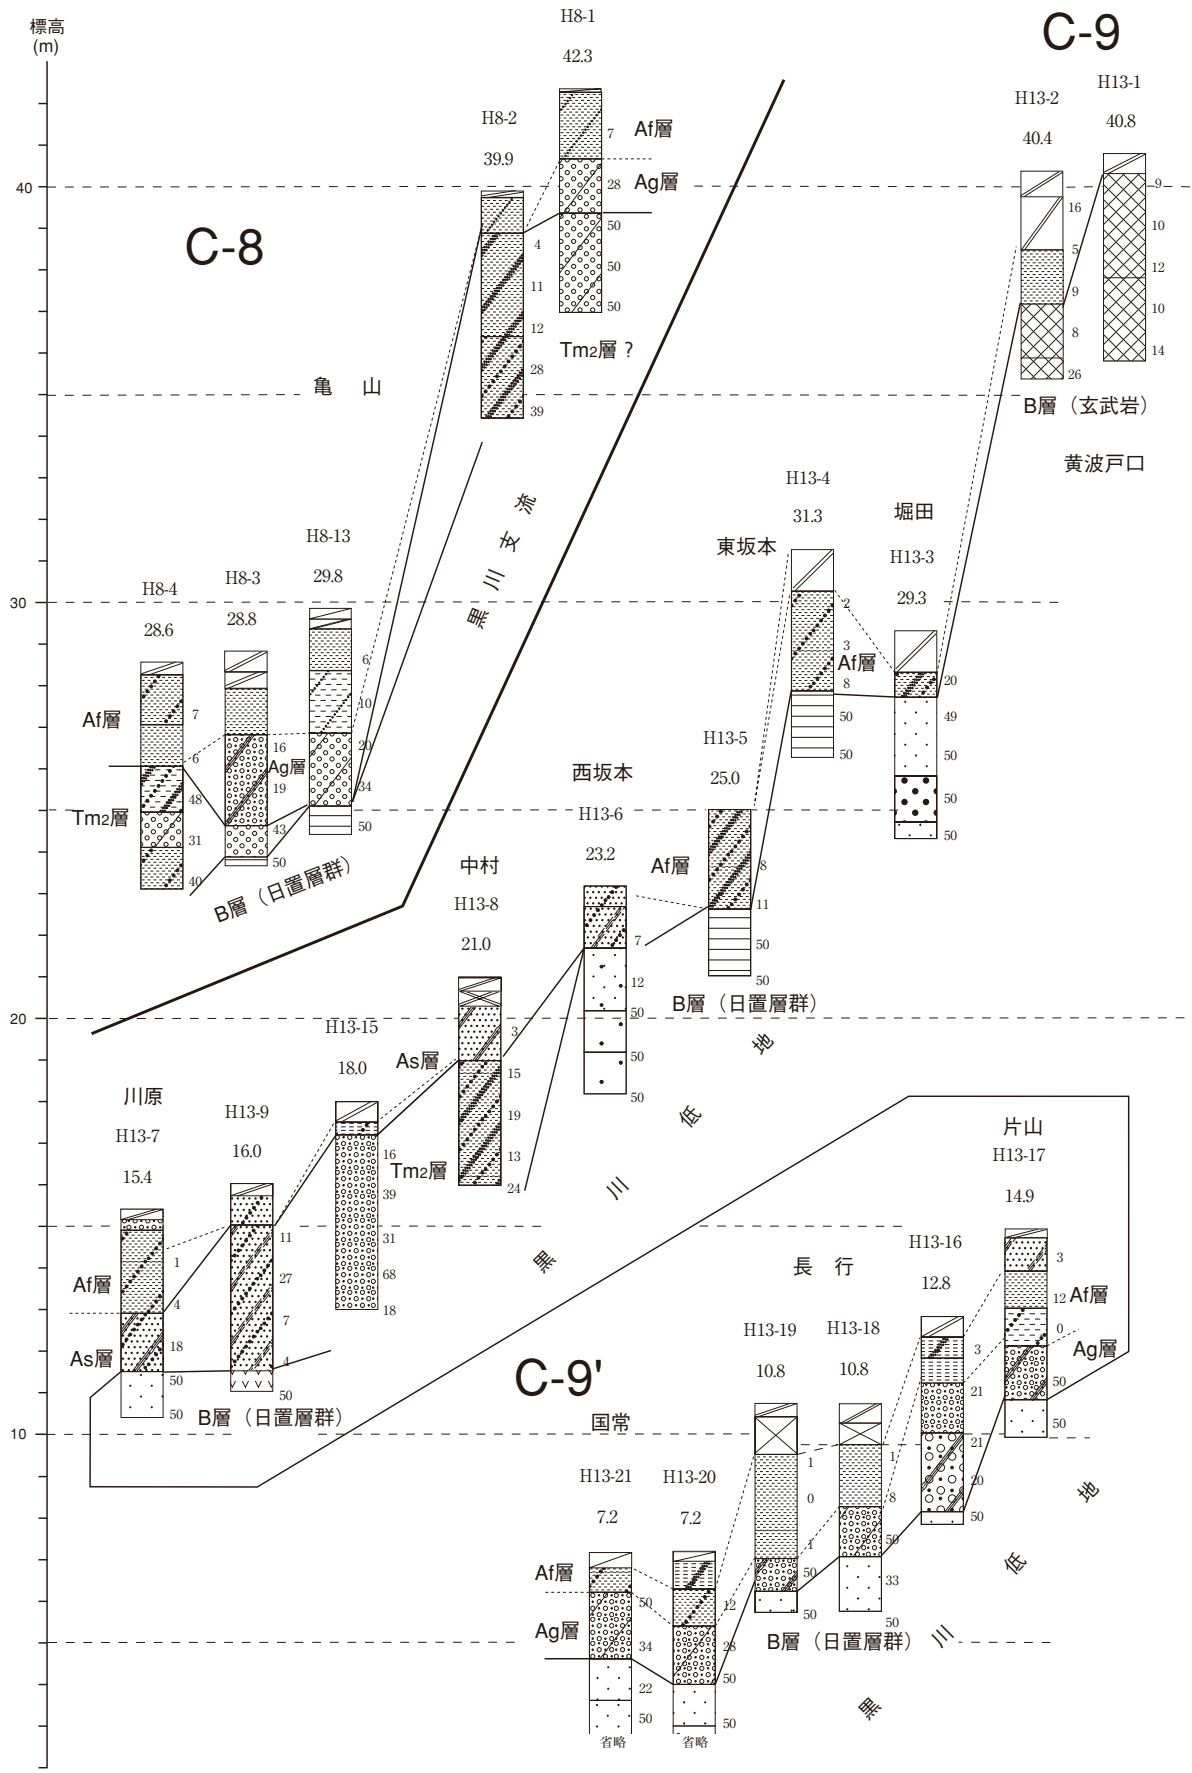 標高
(m)
40
30
20
10
C-8
H8-1
42.3
7
28
50
50
50
Af層
Ag層
Tm2層 ?
H8-2
39.9
4
11
12
28
39
亀 山
H8-13
29.8
6
10
20
34
50
H8-3
28.8
16
19
43
50
Ag層
H8-4
28.6
7
6
48
31
40
Af層
Tm2層
B層（日置層群）
黒 川 支 流
C-9
H13-1
40.8
9
10
12
10
14
H13-2
40.4
16
5
9
8
26
B層（玄武岩）
黄波戸口
堀田
H13-3
29.3
20
49
50
50
50
東坂本
H13-4
31.3
2
3
8
50
50
Af層
H13-5
25.0
8
11
50
50
Af層
B層（日置層群）
西坂本
H13-6
23.2
7
12
50
50
50
中村
H13-8
21.0
3
15
19
13
24
As層
Tm2層
H13-15
18.0
16
39
31
68
18
H13-9
16.0
11
27
7
4
50
川原
H13-7
15.4
1
4
18
50
50
Af層
As層
B層（日置層群）
黒 川 低 地
C-9'
片山
H13-17
14.9
3
12
0
50
50
Af層
Ag層
H13-16
12.8
3
21
21
20
50
長 行
H13-18
10.8
1
8
50
33
50
H13-19
10.8
1
0
1
50
50
B層（日置層群）
国常
H13-20
7.2
12
28
50
50
省略
H13-21
7.2
50
34
22
50
省略
Af層
Ag層
黒 川 低 地